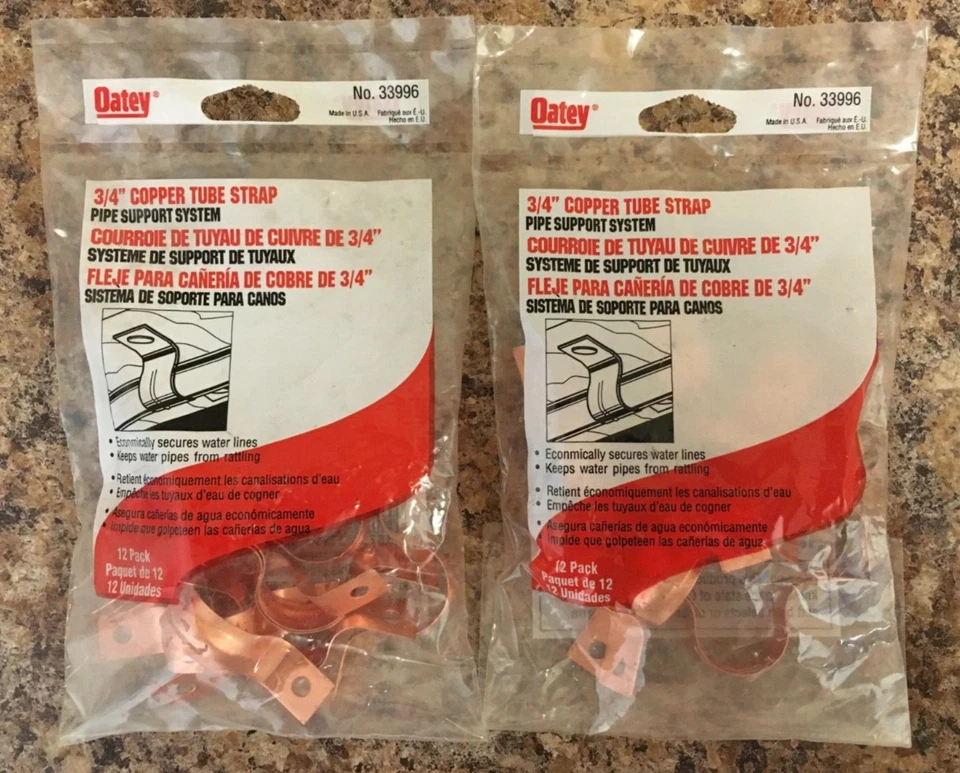 Oatey®
No. 33996
Made in U.S.A. Fabriqué aux É.-U.
Hecho en E.U.
3/4" COPPER TUBE STRAP
PIPE SUPPORT SYSTEM
COURROIE DE TUYAU DE CUIVRE DE 3/4"
SYSTEME DE SUPPORT DE TUYAUX
FLEJE PARA CAÑERÍA DE COBRE DE 3/4"
SISTEMA DE SOPORTE PARA CANOS
• Econmically secures water lines
• Keeps water pipes from rattling
• Retient économiquement les canalisations d'eau
• Empêche les tuyaux d'eau de cogner
• Asegura cañerias de agua económicamente
• Impide que golpeteen las cañerias de agua
12 Pack
Paquet de 12
12 Unidades
Oatey®
No. 33996
Made in U.S.A. Fabriqué aux É.-U.
Hecho en E.U.
3/4" COPPER TUBE STRAP
PIPE SUPPORT SYSTEM
COURROIE DE TUYAU DE CUIVRE DE 3/4"
SYSTEME DE SUPPORT DE TUYAUX
FLEJE PARA CAÑERÍA DE COBRE DE 3/4"
SISTEMA DE SOPORTE PARA CANOS
• Econmically secures water lines
• Keeps water pipes from rattling
• Retient économiquement les canalisations d'eau
• Empêche les tuyaux d'eau de cogner
• Asegura cañerias de agua económicamente
• Impide que golpeteen las cañerias de agua
12 Pack
Paquet de 12
12 Unidades